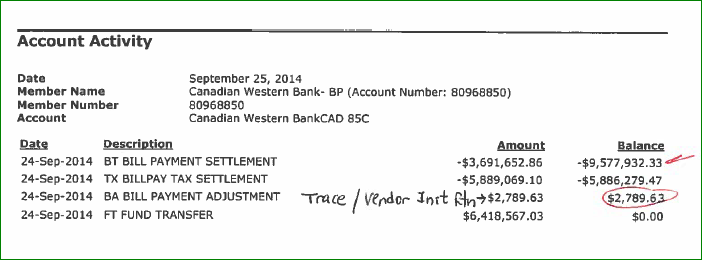 Account Activity
Date September 25, 2014
Member Name Canadian Western Bank- BP (Account Number: 80968850)
Member Number 80968850
Account Canadian Western BankCAD 85C
Date Description Amount Balance
24-Sep-2014 BT BILL PAYMENT SETTLEMENT -$3,691,652.86 -$9,577,932.33
24-Sep-2014 TX BILLPAY TAX SETTLEMENT -$5,889,069.10 -$5,886,279.47
24-Sep-2014 BA BILL PAYMENT ADJUSTMENT Trace / Vendor Init Rtn → $2,789.63 $2,789.63
24-Sep-2014 FT FUND TRANSFER $6,418,567.03 $0.00